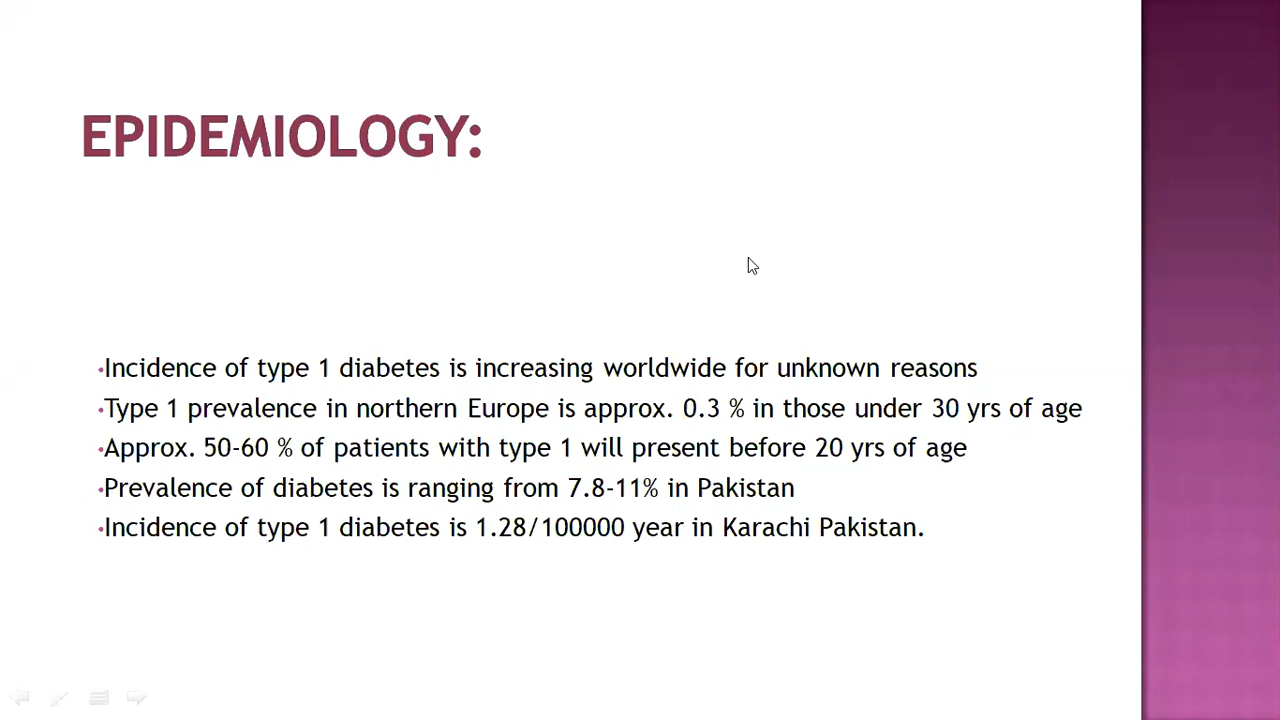 EPIDEMIOLOGY:
•Incidence of type 1 diabetes is increasing worldwide for unknown reasons
•Type 1 prevalence in northern Europe is approx. 0.3 % in those under 30 yrs of age
•Approx. 50-60 % of patients with type 1 will present before 20 yrs of age
•Prevalence of diabetes is ranging from 7.8-11% in Pakistan
•Incidence of type 1 diabetes is 1.28/100000 year in Karachi Pakistan.